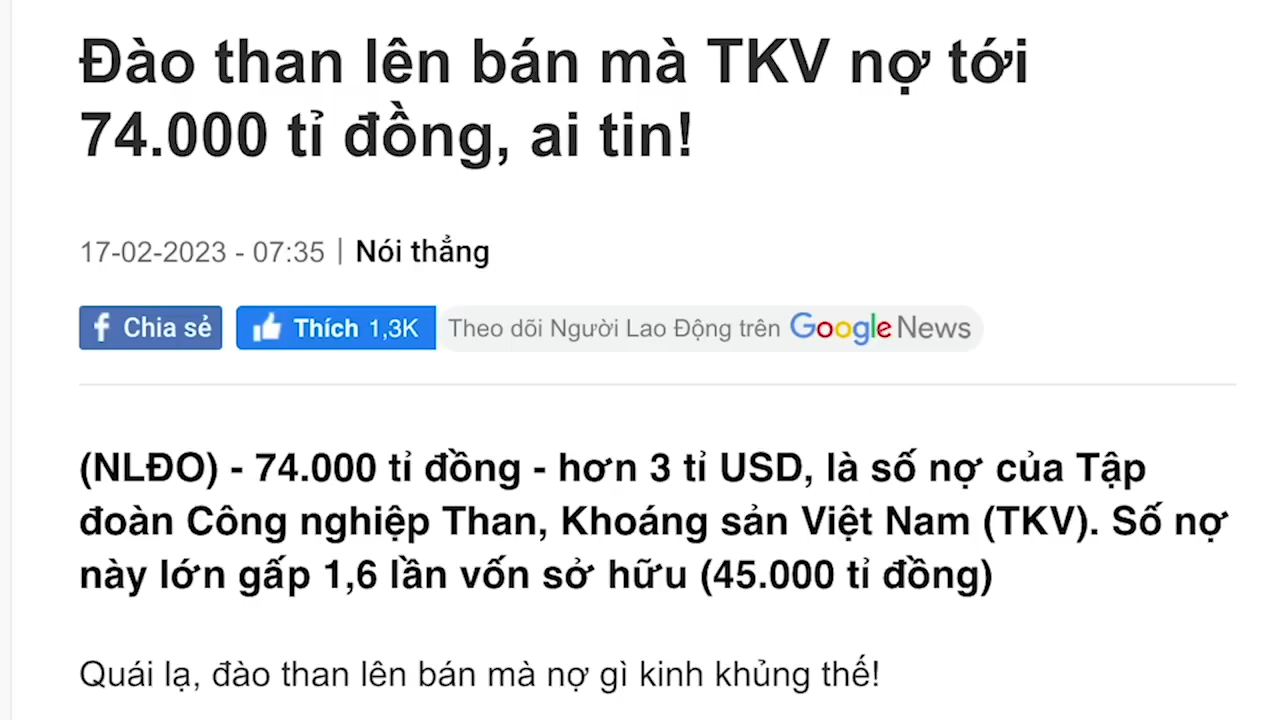 Đào than lên bán mà TKV nợ tới
74.000 tỉ đồng, ai tin!
17-02-2023 - 07:35 | Nói thẳng
Chia sẻ Thích 1,3K Theo dõi Người Lao Động trên Google News
(NLĐO) - 74.000 tỉ đồng - hơn 3 tỉ USD, là số nợ của Tập
đoàn Công nghiệp Than, Khoáng sản Việt Nam (TKV). Số nợ
này lớn gấp 1,6 lần vốn sở hữu (45.000 tỉ đồng)
Quái lạ, đào than lên bán mà nợ gì kinh khủng thế!